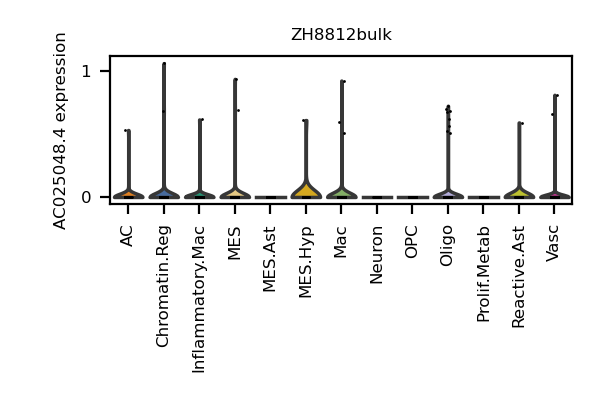 ZH8812bulk
AC025048.4 expression
1
0
AC
Chromatin.Reg
Inflammatory.Mac
MES
MES.Ast
MES.Hyp
Mac
Neuron
OPC
Oligo
Prolif.Metab
Reactive.Ast
Vasc